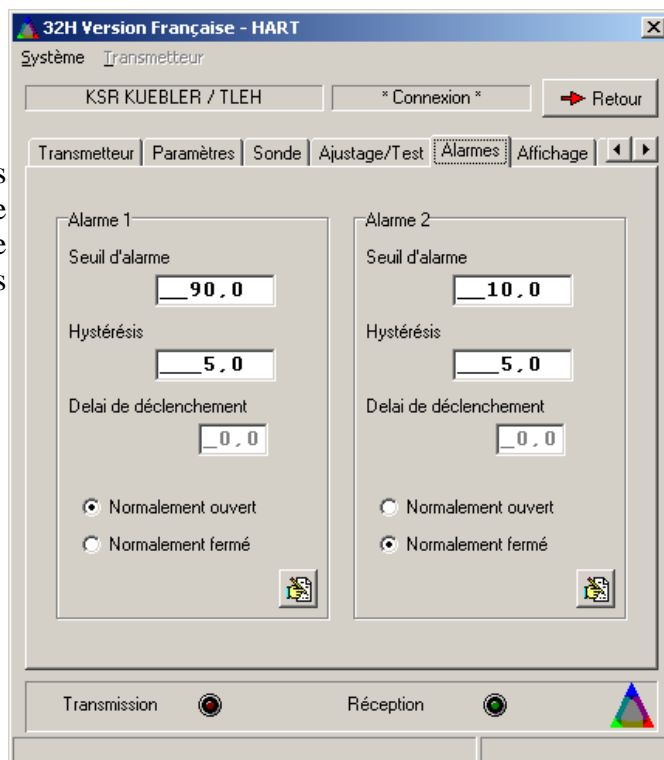 32H Version Française - HART
Système Transmetteur
KSR KUEBLER / TLEH * Connexion * Retour
Transmetteur Paramètres Sonde Ajustage/Test Alarmes Affichage
s
e
e
s
Alarme 1 Alarme 2
Seuil d'alarme Seuil d'alarme
__90,0 __10,0
Hystérésis Hystérésis
___5,0 ___5,0
Delai de déclenchement Delai de déclenchement
_0,0 _0,0
Normalement ouvert Normalement ouvert
Normalement fermé Normalement fermé
Transmission Réception